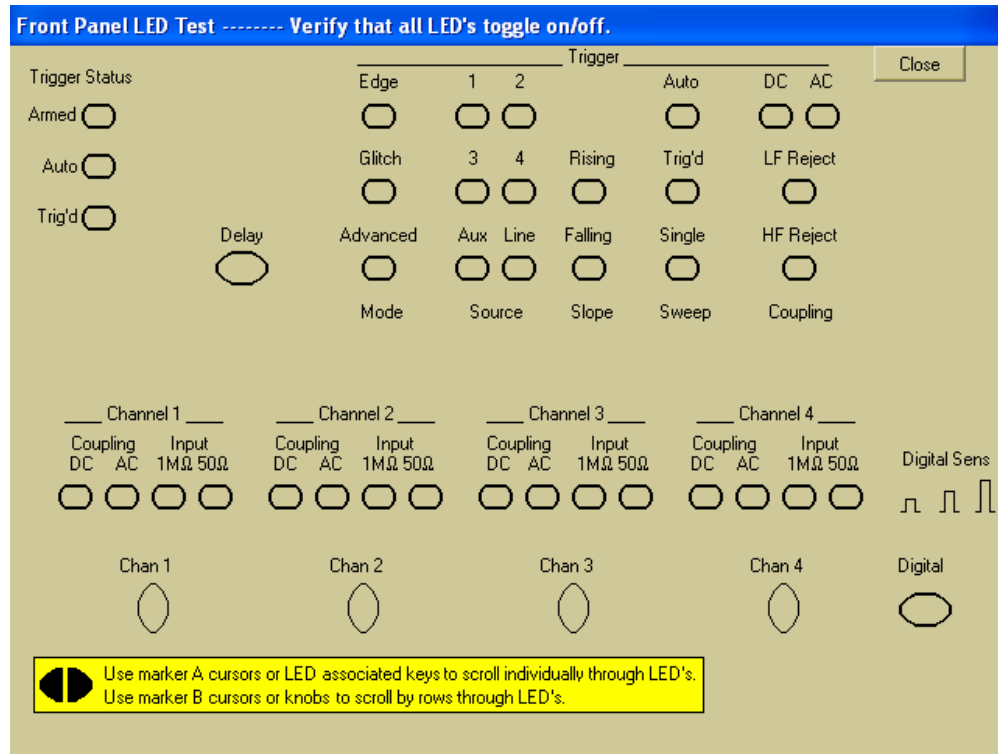 Front Panel LED Test -------- Verify that all LED's toggle on/off.
Close
Trigger Status
Armed
Auto
Trig'd
Delay
Trigger
Edge 1 2 Auto DC AC
Glitch 3 4 Rising Trig'd LF Reject
Advanced Aux Line Falling Single HF Reject
Mode Source Slope Sweep Coupling
Channel 1 Channel 2 Channel 3 Channel 4
Coupling Input Coupling Input Coupling Input Coupling Input
DC AC 1MΩ 50Ω DC AC 1MΩ 50Ω DC AC 1MΩ 50Ω DC AC 1MΩ 50Ω
Digital Sens
Chan 1 Chan 2 Chan 3 Chan 4 Digital
Use marker A cursors or LED associated keys to scroll individually through LED's.
Use marker B cursors or knobs to scroll by rows through LED's.